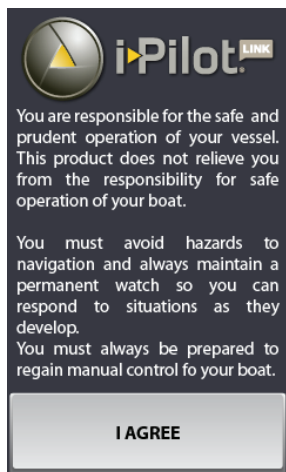 i-Pilot. LINK
You are responsible for the safe and
prudent operation of your vessel.
This product does not relieve you
from the responsibility for safe
operation of your boat.
You must avoid hazards to
navigation and always maintain a
permanent watch so you can
respond to situations as they
develop.
You must always be prepared to
regain manual control fo your boat.
I AGREE